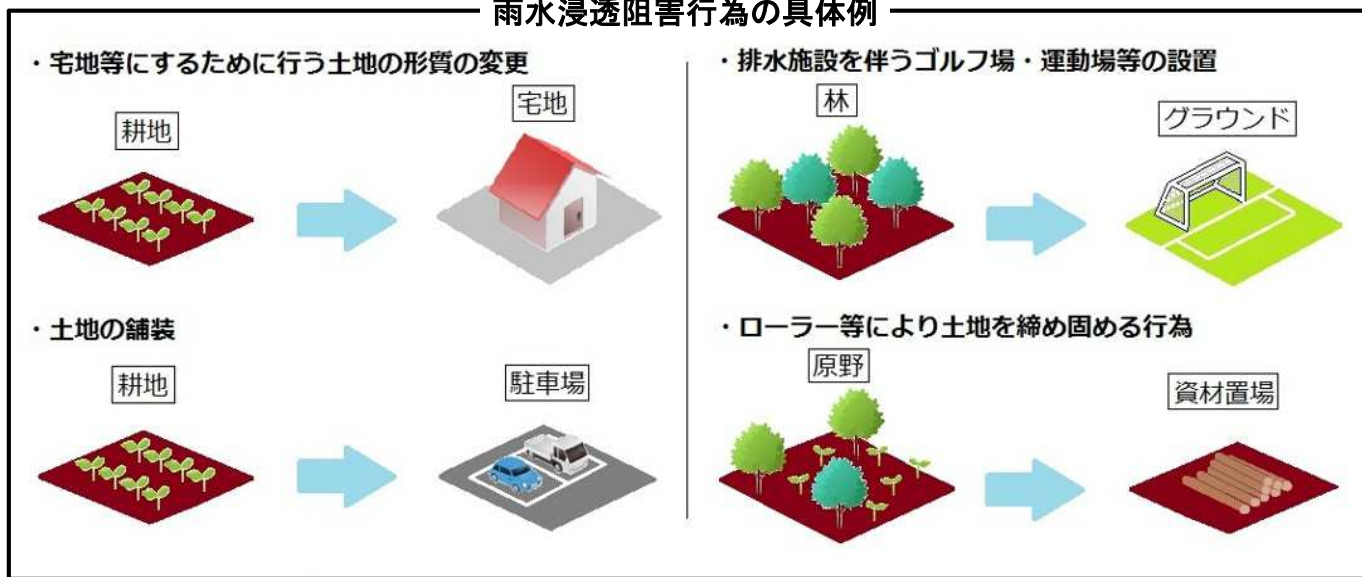 雨水浸透阻害行為の具体例
・宅地等にするために行う土地の形質の変更
耕地
宅地
・土地の舗装
耕地
駐車場
・排水施設を伴うゴルフ場・運動場等の設置
林
グラウンド
・ローラー等により土地を締め固める行為
原野
資材置場